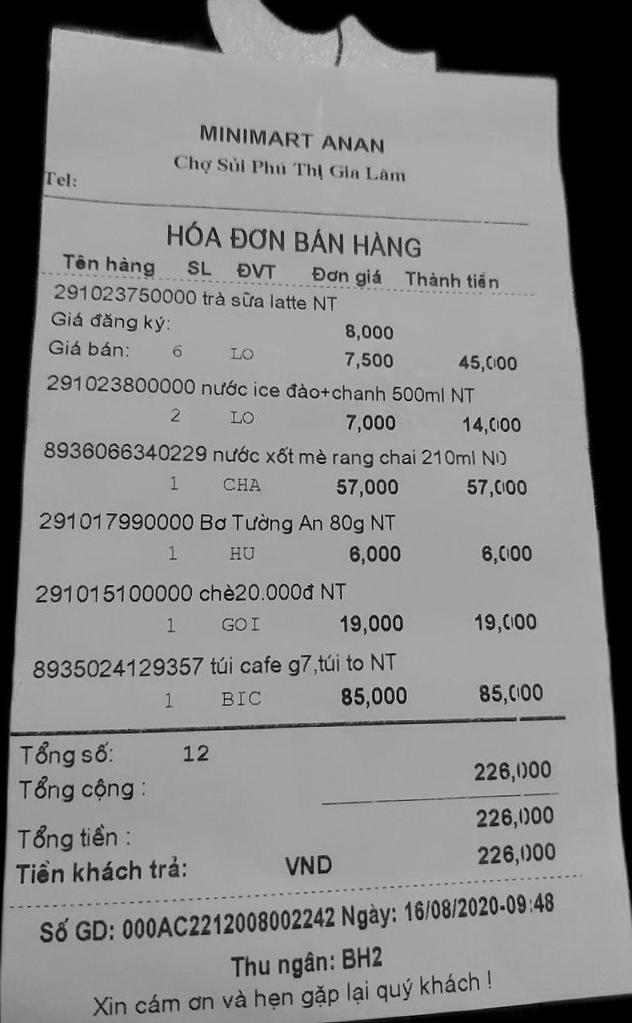 MINIMART ANAN
Chợ Sủi Phú Thị Gia Lâm
Tel:
HÓA ĐƠN BÁN HÀNG
Tên hàng SL ĐVT Đơn giá Thành tiền
291023750000 trà sữa latte NT
Giá đăng ký: 8,000
Giá bán: 6 LO 7,500 45,000
291023800000 nước ice đào+chanh 500ml NT
2 LO 7,000 14,000
8936066340229 nước xốt mè rang chai 210ml NO
1 CHA 57,000 57,000
291017990000 Bơ Tường An 80g NT
1 HU 6,000 6,000
291015100000 chè20.000đ NT
1 GOI 19,000 19,000
8935024129357 túi cafe g7,túi to NT
1 BIC 85,000 85,000
Tổng số: 12
Tổng cộng : 226,000
Tổng tiền : 226,000
Tiền khách trả: VND 226,000
Số GD: 000AC2212008002242 Ngày: 16/08/2020-09:48
Thu ngân: BH2
Xin cám ơn và hẹn gặp lại quý khách !